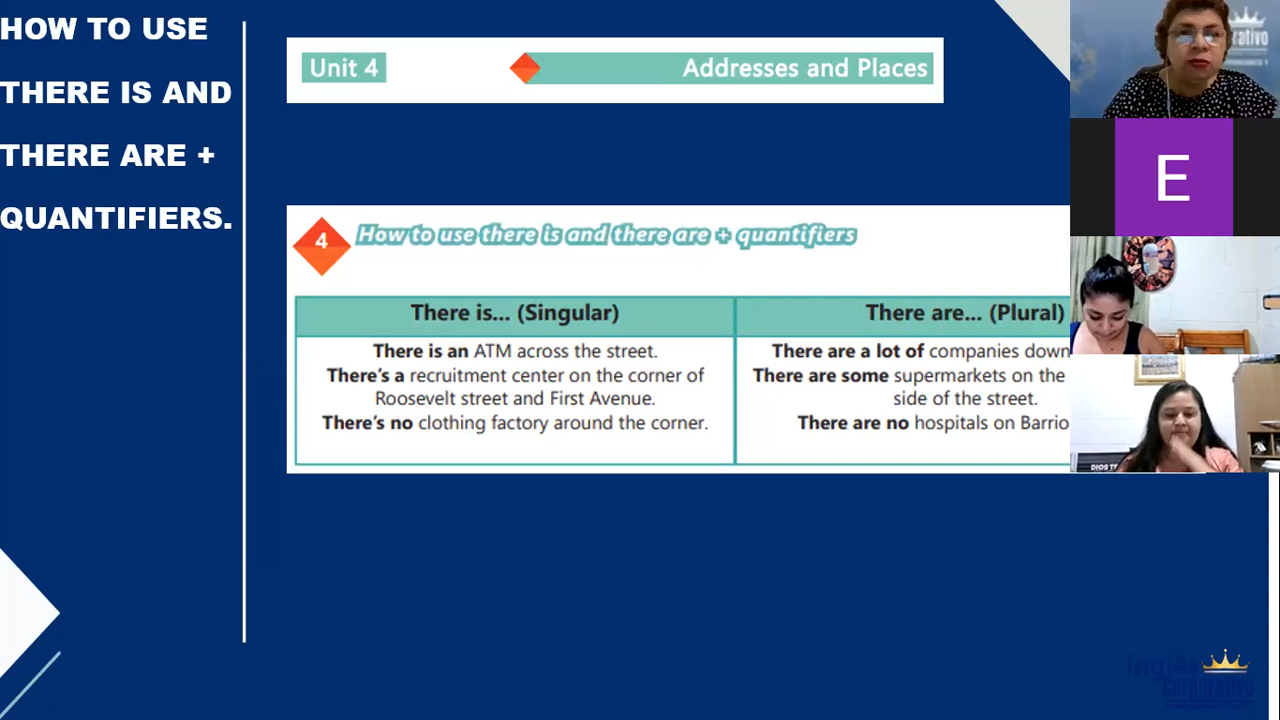 HOW TO USE
THERE IS AND
THERE ARE +
QUANTIFIERS.
Unit 4
Addresses and Places
4
How to use there is and there are + quantifiers
There is... (Singular)
There are... (Plural)
There is an ATM across the street.
There's a recruitment center on the corner of
Roosevelt street and First Avenue.
There's no clothing factory around the corner.
There are a lot of companies down
There are some supermarkets on the
side of the street.
There are no hospitals on Barrio
E
Inglés
Corporativo